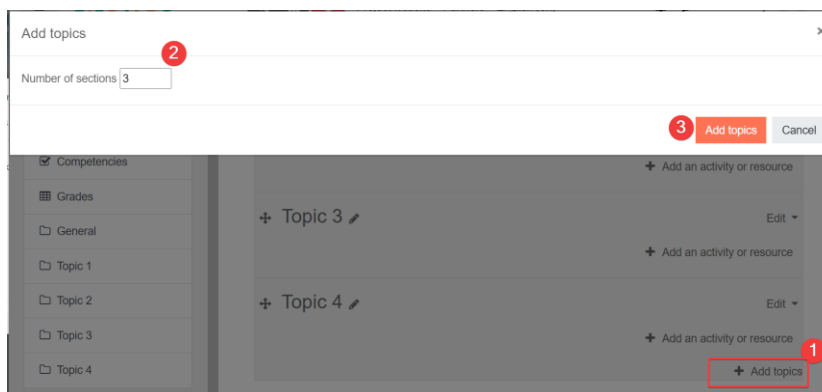 Add topics ×
2
Number of sections 3
3 Add topics Cancel
Competencies
Add an activity or resource
Grades
Topic 3
Edit
General
Add an activity or resource
Topic 1
Topic 2
Topic 4
Edit
Topic 3
Add an activity or resource
1
Topic 4
Add topics